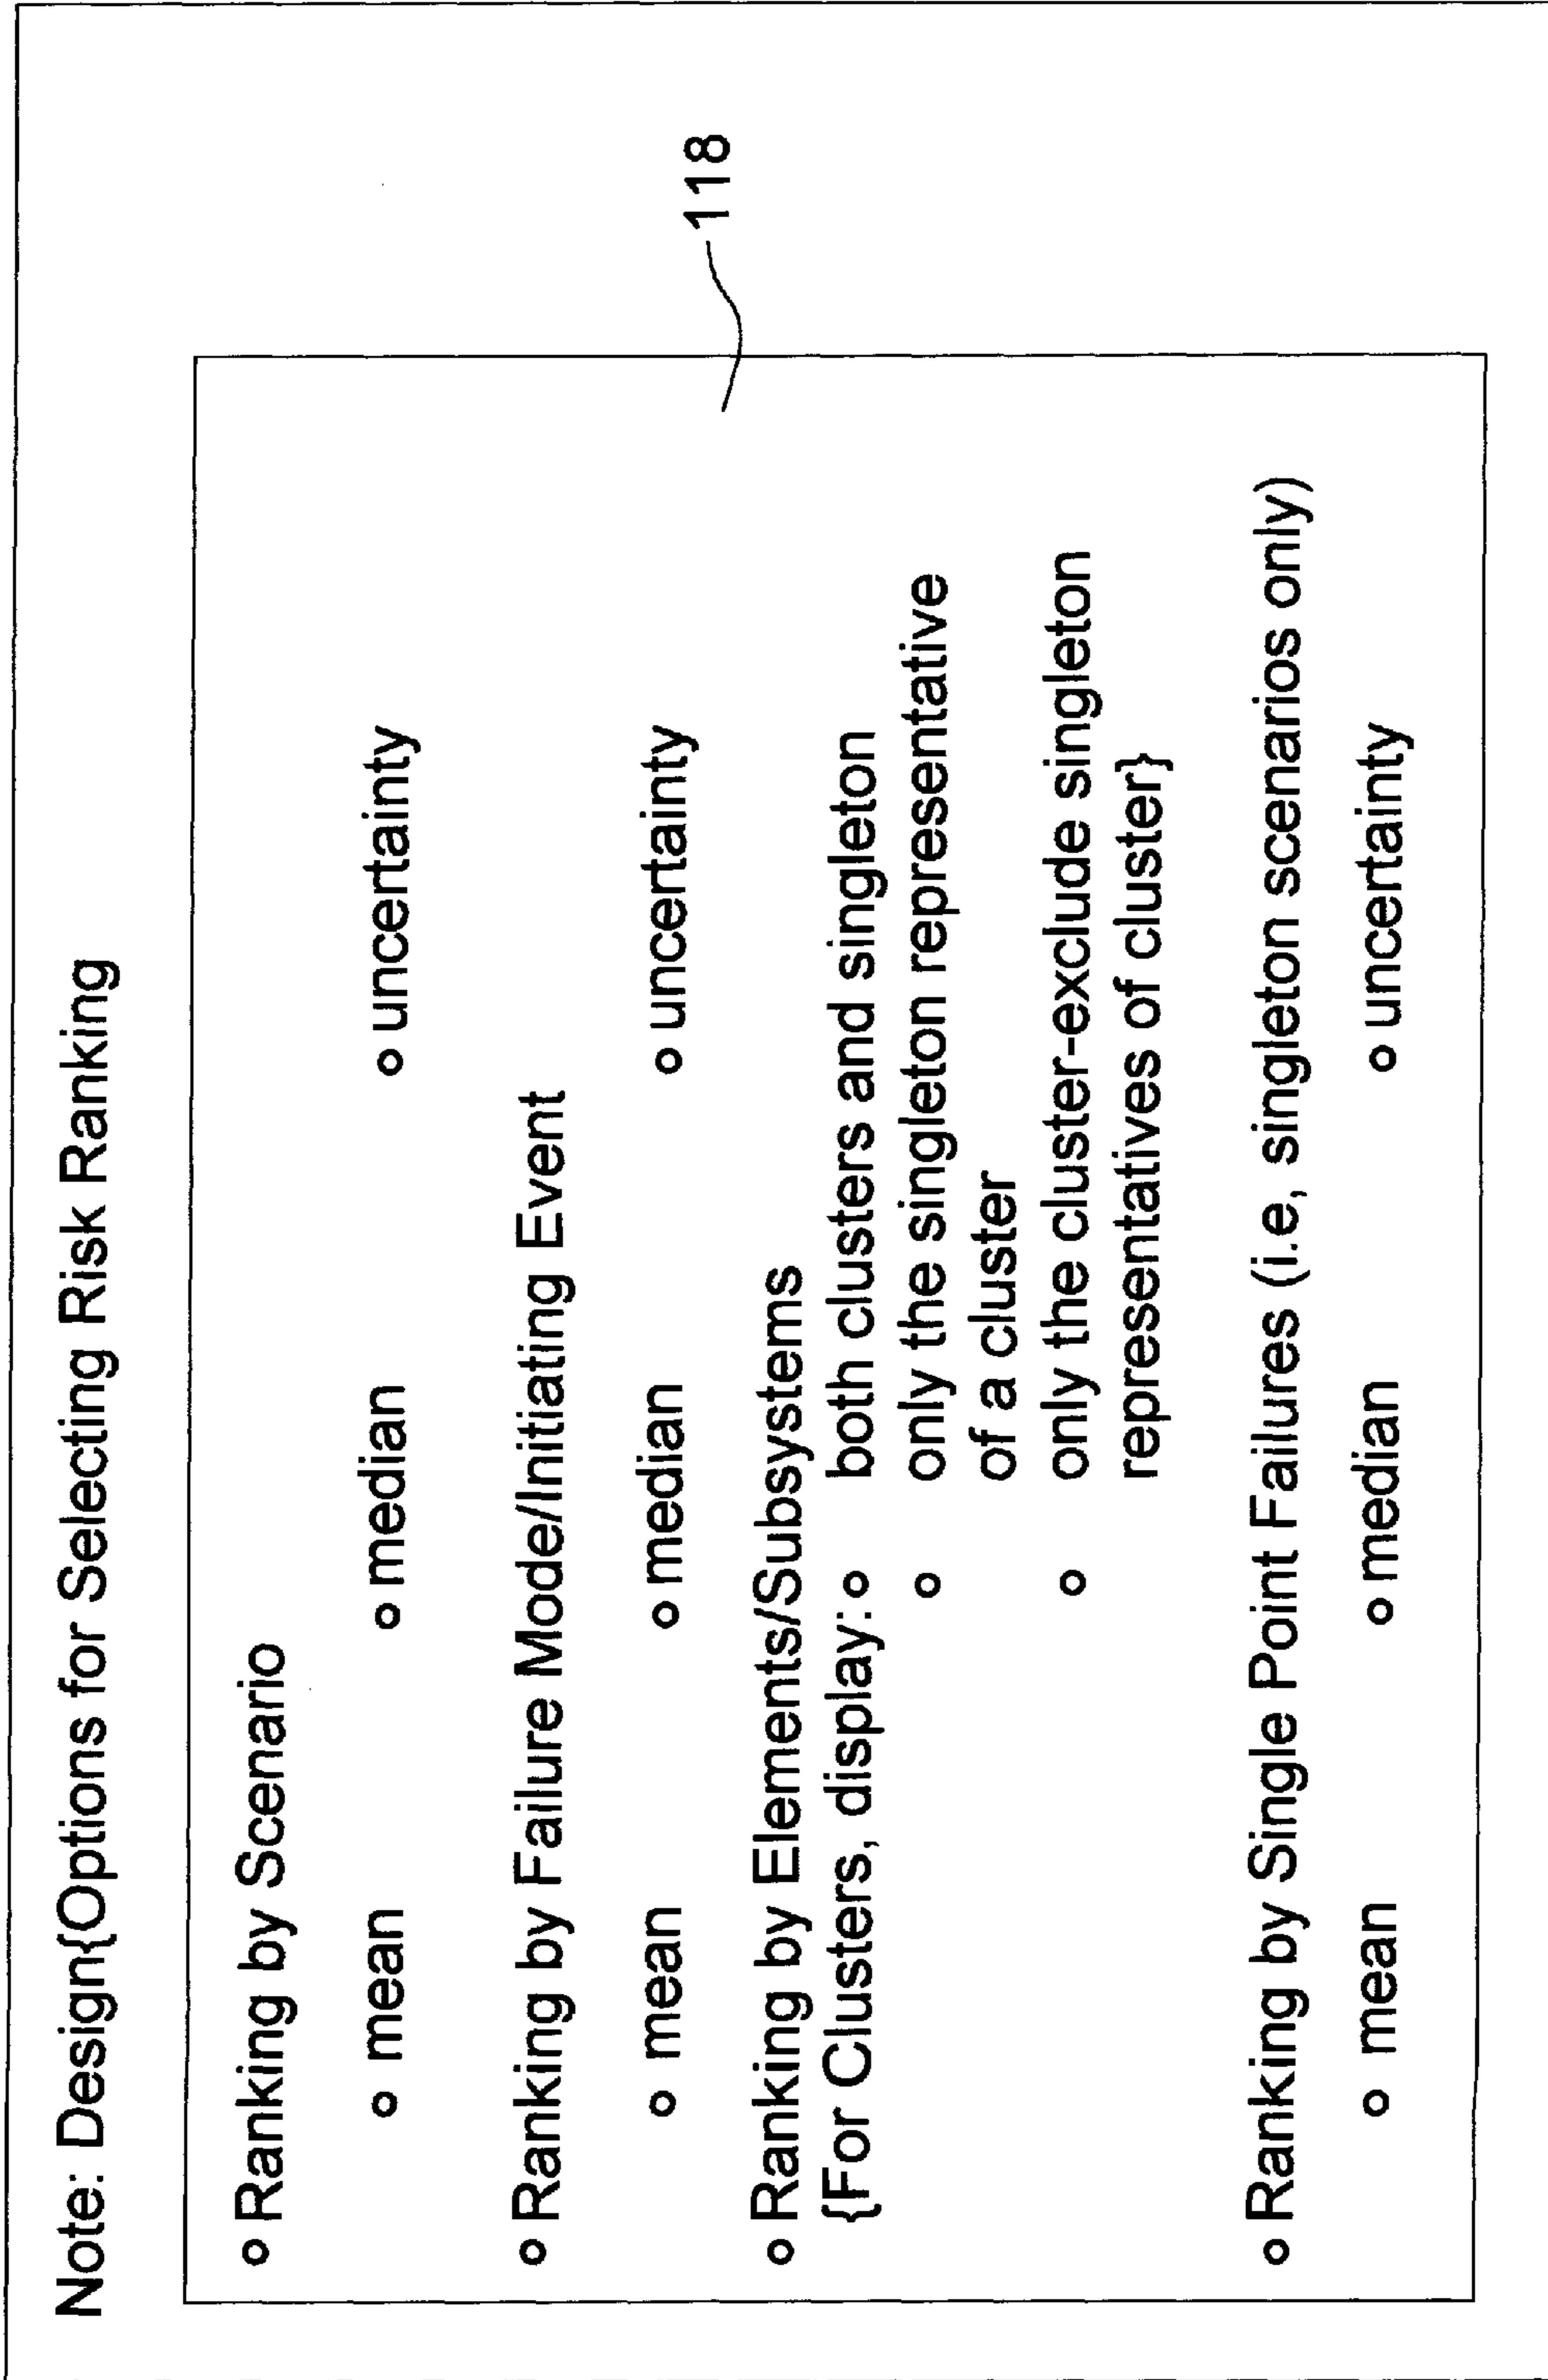 Note: Design{Options for Selecting Risk Ranking
o Ranking by Scenario
o mean o median o uncertainty
o Ranking by Failure Mode/Initiating Event
o mean o median o uncertainty
118
o Ranking by Elements/Subsystems
{For Clusters, display: o both clusters and singleton
o only the singleton representative
of a cluster
o only the cluster-exclude singleton
representatives of cluster}
o Ranking by Single Point Failures (i.e, singleton scenarios only)
o mean o median o uncertainty